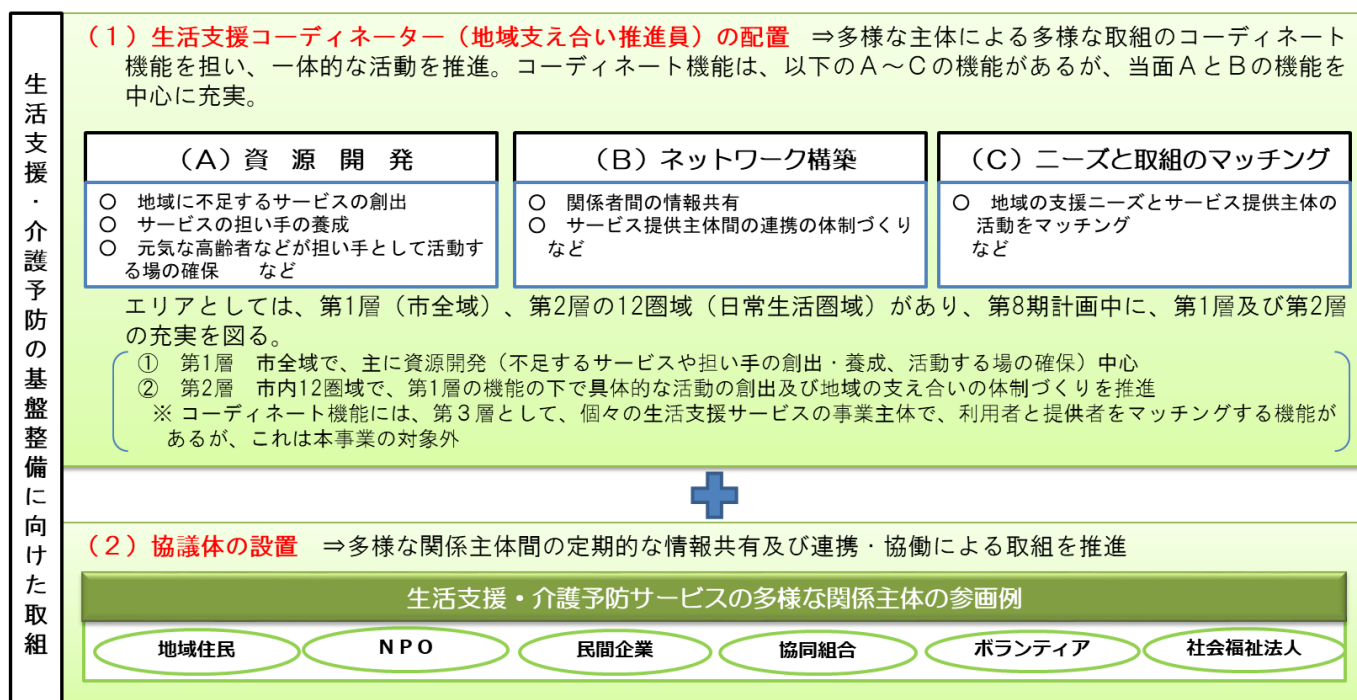 生活支援・介護予防の基盤整備に向けた取組
（１）生活支援コーディネーター（地域支え合い推進員）の配置　⇒多様な主体による多様な取組のコーディネート
機能を担い、一体的な活動を推進。コーディネート機能は、以下のＡ～Ｃの機能があるが、当面ＡとＢの機能を
中心に充実。
（Ａ）資　源　開　発
○　地域に不足するサービスの創出
○　サービスの担い手の養成
○　元気な高齢者などが担い手として活動す
る場の確保　　など
（Ｂ）ネットワーク構築
○　関係者間の情報共有
○　サービス提供主体間の連携の体制づくり
など
（Ｃ）ニーズと取組のマッチング
○　地域の支援ニーズとサービス提供主体の
活動をマッチング
など
エリアとしては、第1層（市全域）、第2層の12圏域（日常生活圏域）があり、第8期計画中に、第1層及び第2層
の充実を図る。
①　第1層　市全域で、主に資源開発（不足するサービスや担い手の創出・養成、活動する場の確保）中心
②　第2層　市内12圏域で、第1層の機能の下で具体的な活動の創出及び地域の支え合いの体制づくりを推進
※ コーディネート機能には、第３層として、個々の生活支援サービスの事業主体で、利用者と提供者をマッチングする機能が
あるが、これは本事業の対象外
（２）協議体の設置　⇒多様な関係主体間の定期的な情報共有及び連携・協働による取組を推進
生活支援・介護予防サービスの多様な関係主体の参画例
地域住民
ＮＰＯ
民間企業
協同組合
ボランティア
社会福祉法人